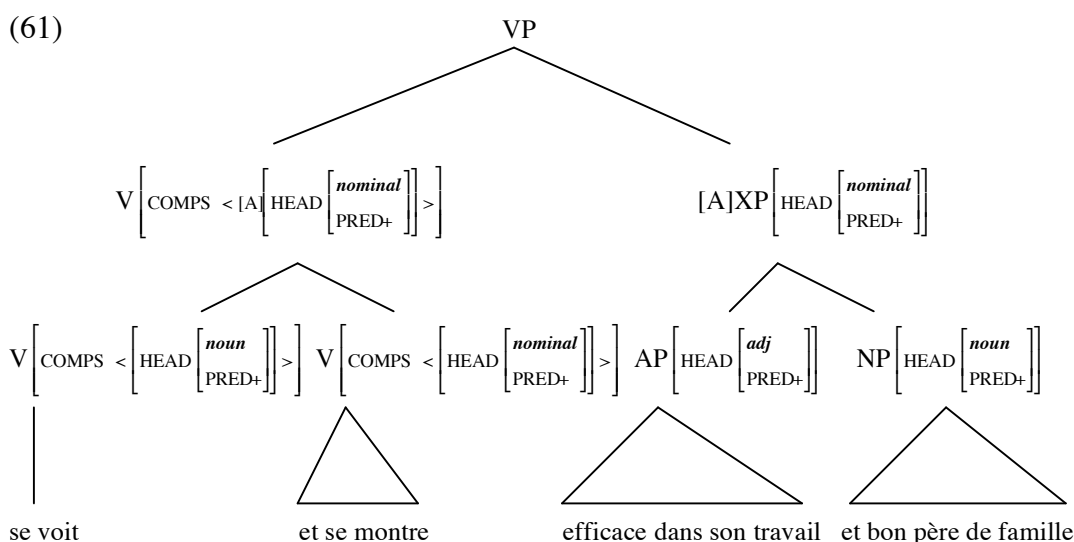 (61)
VP
V[COMPS < [A][HEAD [nominal PRED+]] >] [A]XP[HEAD [nominal PRED+]]
V[COMPS < [HEAD [noun PRED+]] >] V[COMPS < [HEAD [nominal PRED+]] >] AP[HEAD [adj PRED+]] NP[HEAD [noun PRED+]]
se voit et se montre efficace dans son travail et bon père de famille